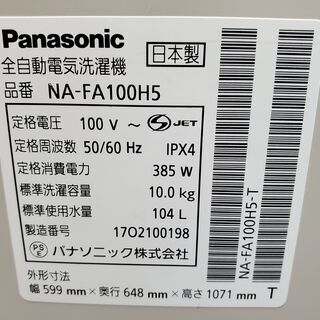 Panasonic
日本製
全自動電気洗濯機
品番 NA-FA100H5
定格電圧 100 V ～ JET
定格周波数 50/60 Hz IPX4
定格消費電力 385 W
標準洗濯容量 10.0 kg
標準使用水量 104 L
製造番号 17O2100198
PSE パナソニック株式会社
外形寸法
幅 599 mm×奥行 648 mm×高さ 1071 mm T
NA-FA100H5-T